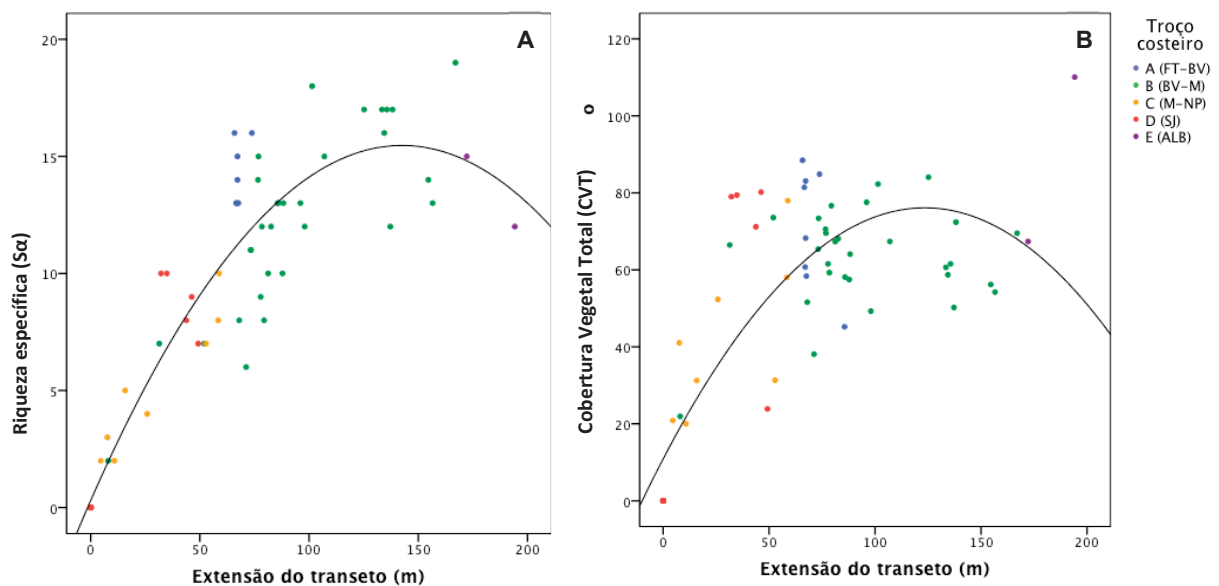 A
20
15
10
5
0
Riqueza específica (Sα)
0
50
100
150
200
Extensão do transeto (m)
B
120
100
80
60
40
20
0
Cobertura Vegetal Total (CVT)
o
0
50
100
150
200
Extensão do transeto (m)
Troço
costeiro
A (FT-BV)
B (BV-M)
C (M-NP)
D (SJ)
E (ALB)